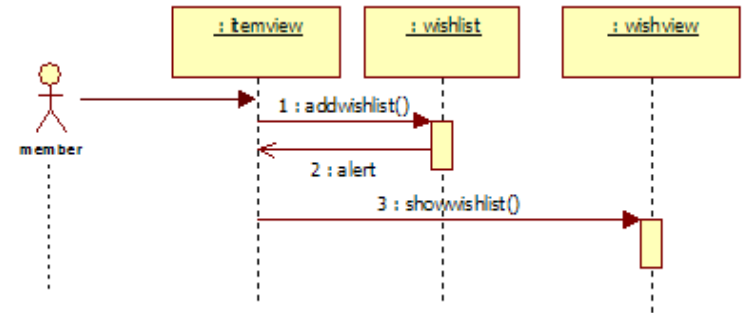 : itemview
: wishlist
: wishview
member
1 : addwishlist()
2 : alert
3 : showwishlist()